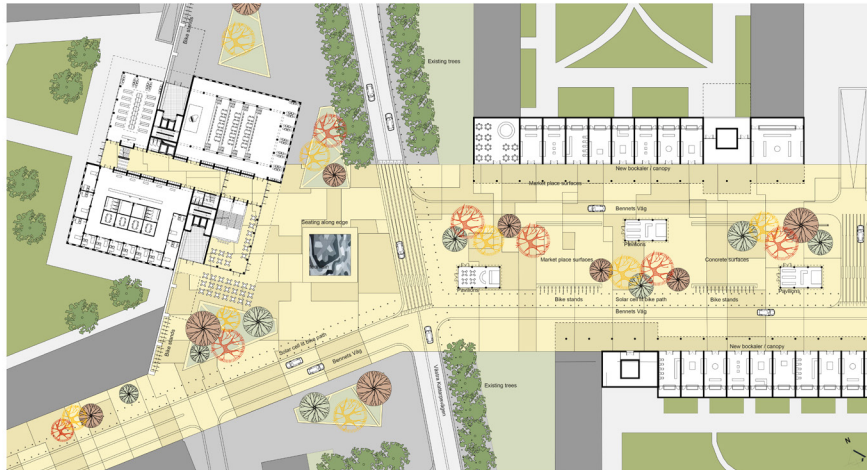 Bike stands
Existing trees
New bockaler / canopy
Market place surfaces
Bennets Väg
Seating along edge
Pavilions
Market place surfaces
Concrete surfaces
Pavilions
Pavilions
Bike stands
Solar cell lit bike path
Bike stands
Bennets Väg
Bike stands
Solar cell lit bike path
Bennets Väg
New bockaler / canopy
Existing trees
N